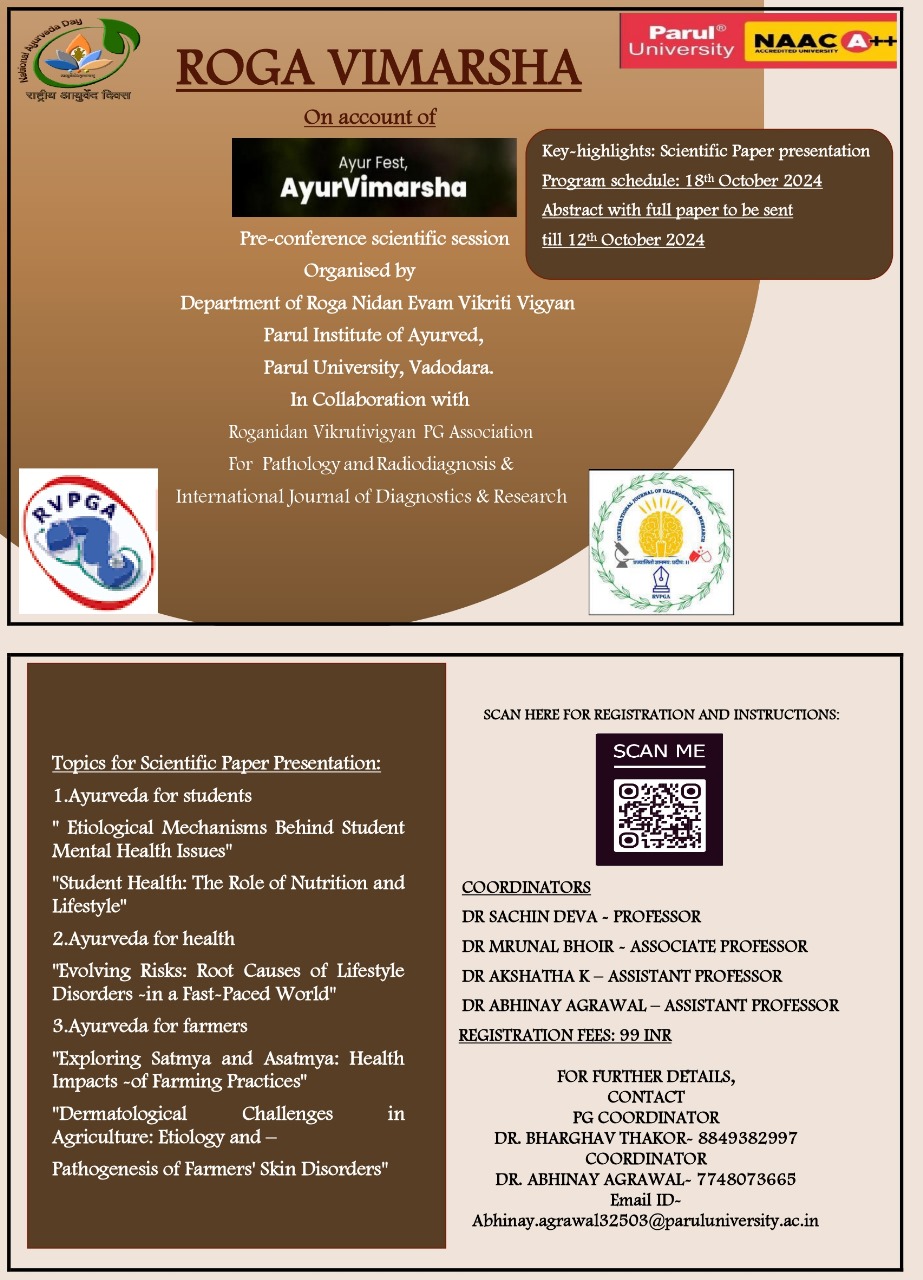 National Ayurveda Day
राष्ट्रीय आयुर्वेद दिवस
Parul®
University
NAAC A++
ACCREDITED UNIVERSITY
ROGA VIMARSHA
On account of
Ayur Fest,
AyurVimarsha
Key-highlights: Scientific Paper presentation
Program schedule: 18th October 2024
Abstract with full paper to be sent
till 12th October 2024
Pre-conference scientific session
Organised by
Department of Roga Nidan Evam Vikriti Vigyan
Parul Institute of Ayurved,
Parul University, Vadodara.
In Collaboration with
Roganidan Vikrutivigyan PG Association
For Pathology and Radiodiagnosis &
International Journal of Diagnostics & Research
RVPGA
INTERNATIONAL JOURNAL OF DIAGNOSTICS AND RESEARCH
RVPGA
Topics for Scientific Paper Presentation:
1.Ayurveda for students
" Etiological Mechanisms Behind Student
Mental Health Issues"
"Student Health: The Role of Nutrition and
Lifestyle"
2.Ayurveda for health
"Evolving Risks: Root Causes of Lifestyle
Disorders -in a Fast-Paced World"
3.Ayurveda for farmers
"Exploring Satmya and Asatmya: Health
Impacts -of Farming Practices"
"Dermatological Challenges in
Agriculture: Etiology and –
Pathogenesis of Farmers' Skin Disorders"
SCAN HERE FOR REGISTRATION AND INSTRUCTIONS:
SCAN ME
COORDINATORS
DR SACHIN DEVA - PROFESSOR
DR MRUNAL BHOIR - ASSOCIATE PROFESSOR
DR AKSHATHA K – ASSISTANT PROFESSOR
DR ABHINAY AGRAWAL – ASSISTANT PROFESSOR
REGISTRATION FEES: 99 INR
FOR FURTHER DETAILS,
CONTACT
PG COORDINATOR
DR. BHARGHAV THAKOR- 8849382997
COORDINATOR
DR. ABHINAY AGRAWAL- 7748073665
Email ID-
Abhinay.agrawal32503@paruluniversity.ac.in